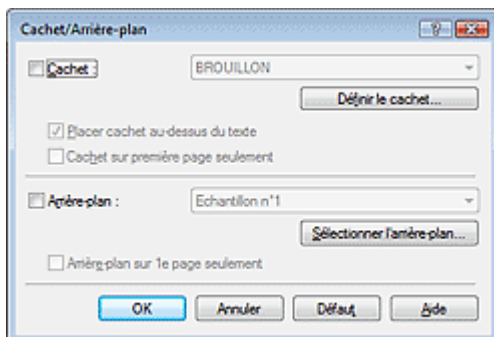 Cachet/Arrière-plan
Cachet : BROUILLON
Définir le cachet...
Placer cachet au-dessus du texte
Cachet sur première page seulement
Arrière-plan : Echantillon n°1
Sélectionner l'arrière-plan...
Arrière-plan sur 1e page seulement
OK Annuler Défaut Aide